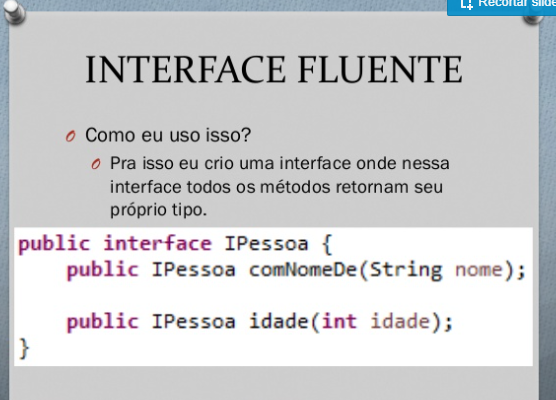 Recortar slide
INTERFACE FLUENTE
Como eu uso isso?
Pra isso eu crio uma interface onde nessa
interface todos os métodos retornam seu
próprio tipo.
public interface IPessoa {
public IPessoa comNomeDe(String nome);
public IPessoa idade(int idade);
}